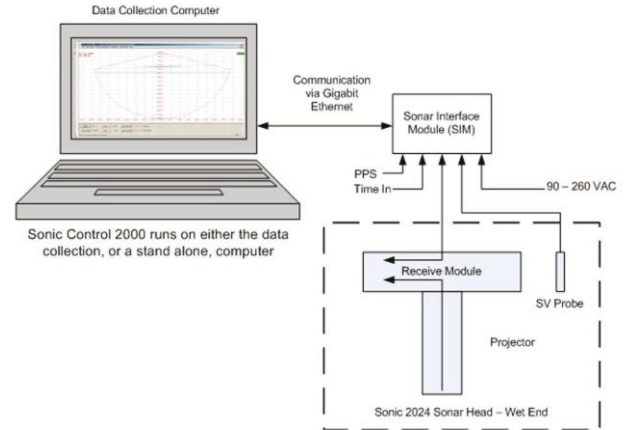 Data Collection Computer
Communication
via Gigabit
Ethernet
Sonar Interface
Module (SIM)
PPS
Time In
90 – 260 VAC
Sonic Control 2000 runs on either the data
collection, or a stand alone, computer
Receive Module
SV Probe
Projector
Sonic 2024 Sonar Head – Wet End